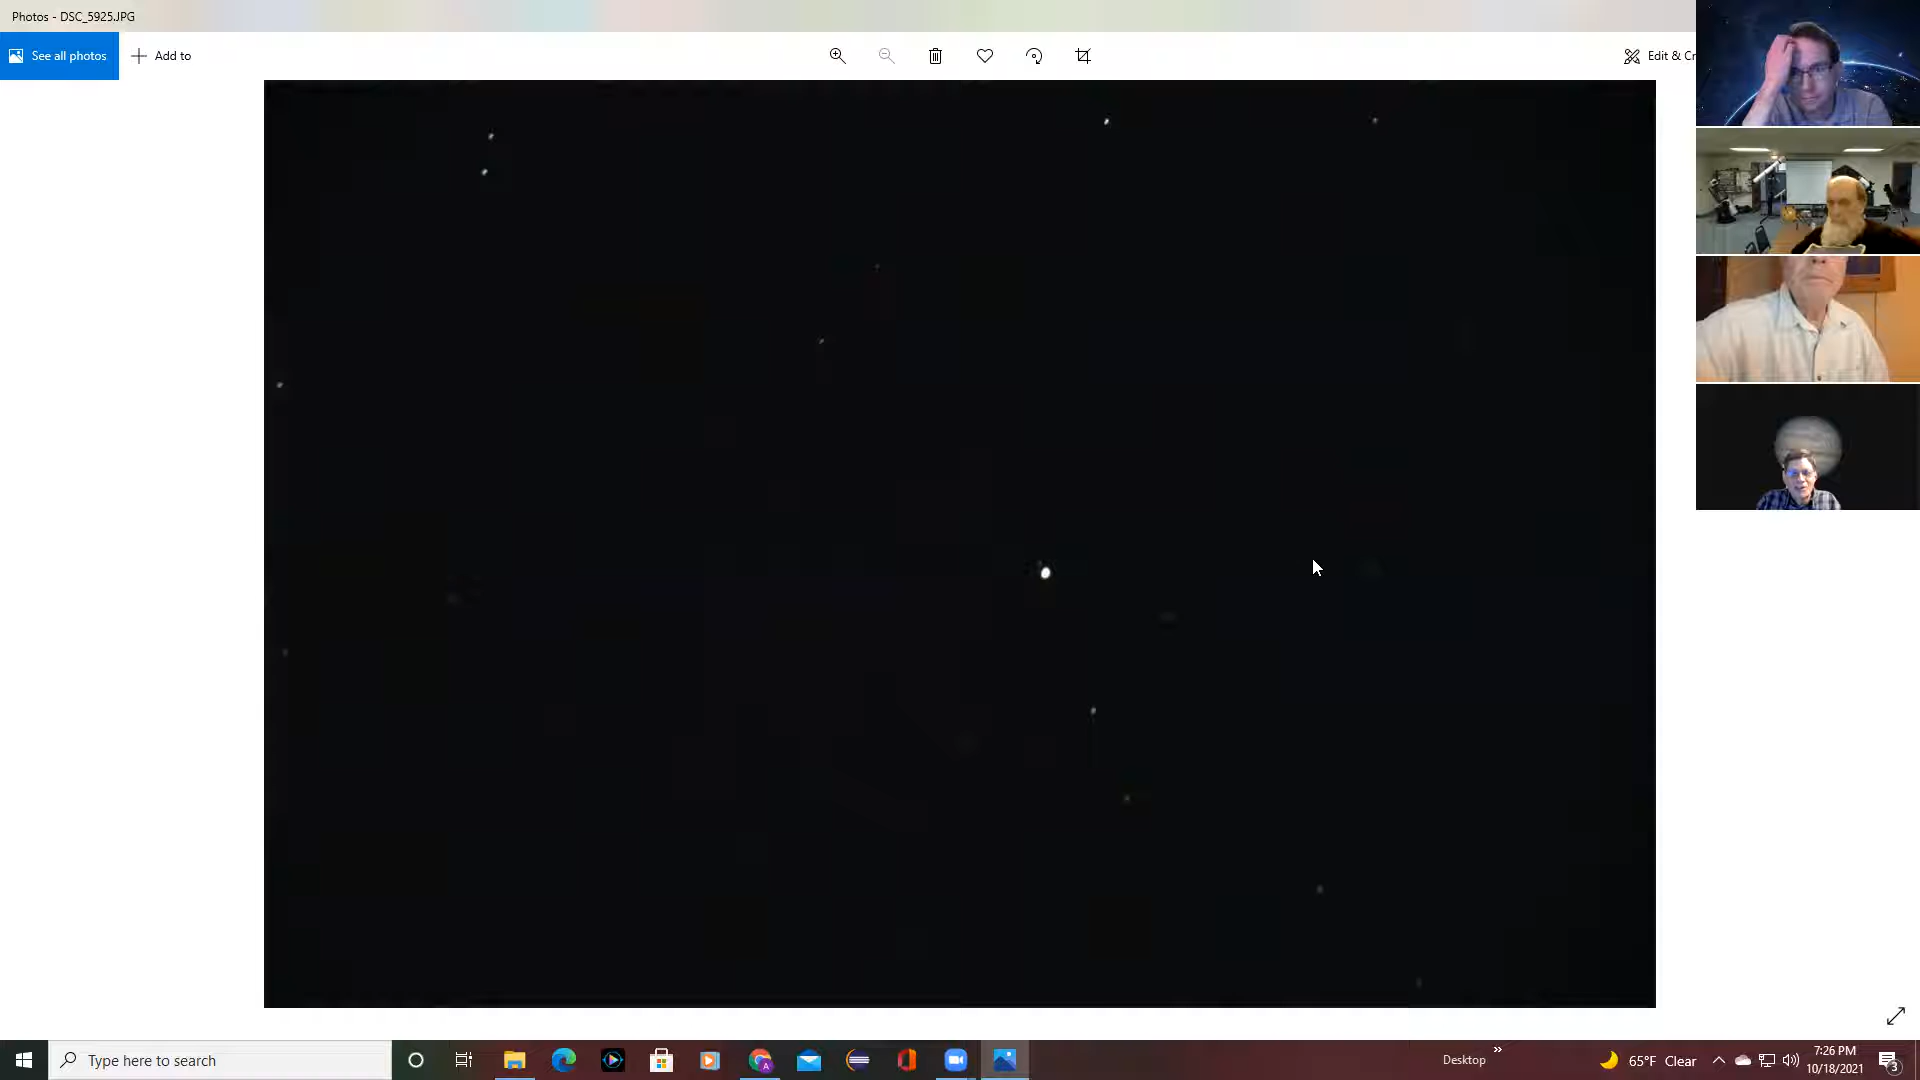 Photos - DSC_5925.JPG
See all photos
Add to
Edit & Cr
Type here to search
Desktop
65°F Clear
7:26 PM
10/18/2021
3